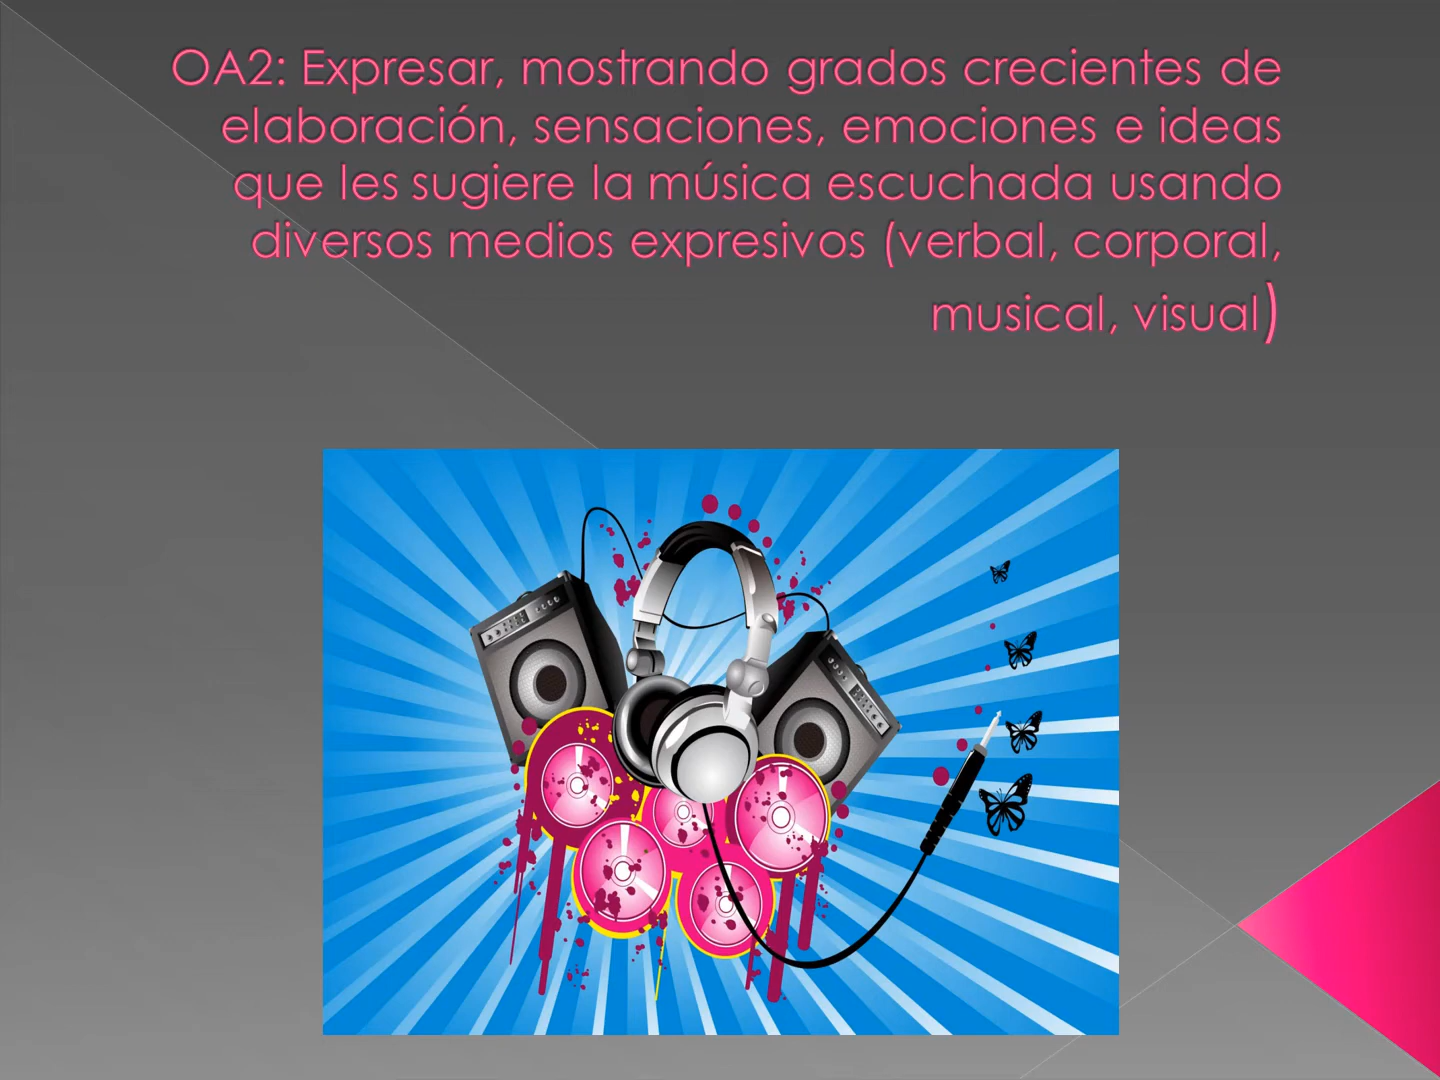 OA2: Expresar, mostrando grados crecientes de
elaboración, sensaciones, emociones e ideas
que les sugiere la música escuchada usando
diversos medios expresivos (verbal, corporal,
musical, visual)